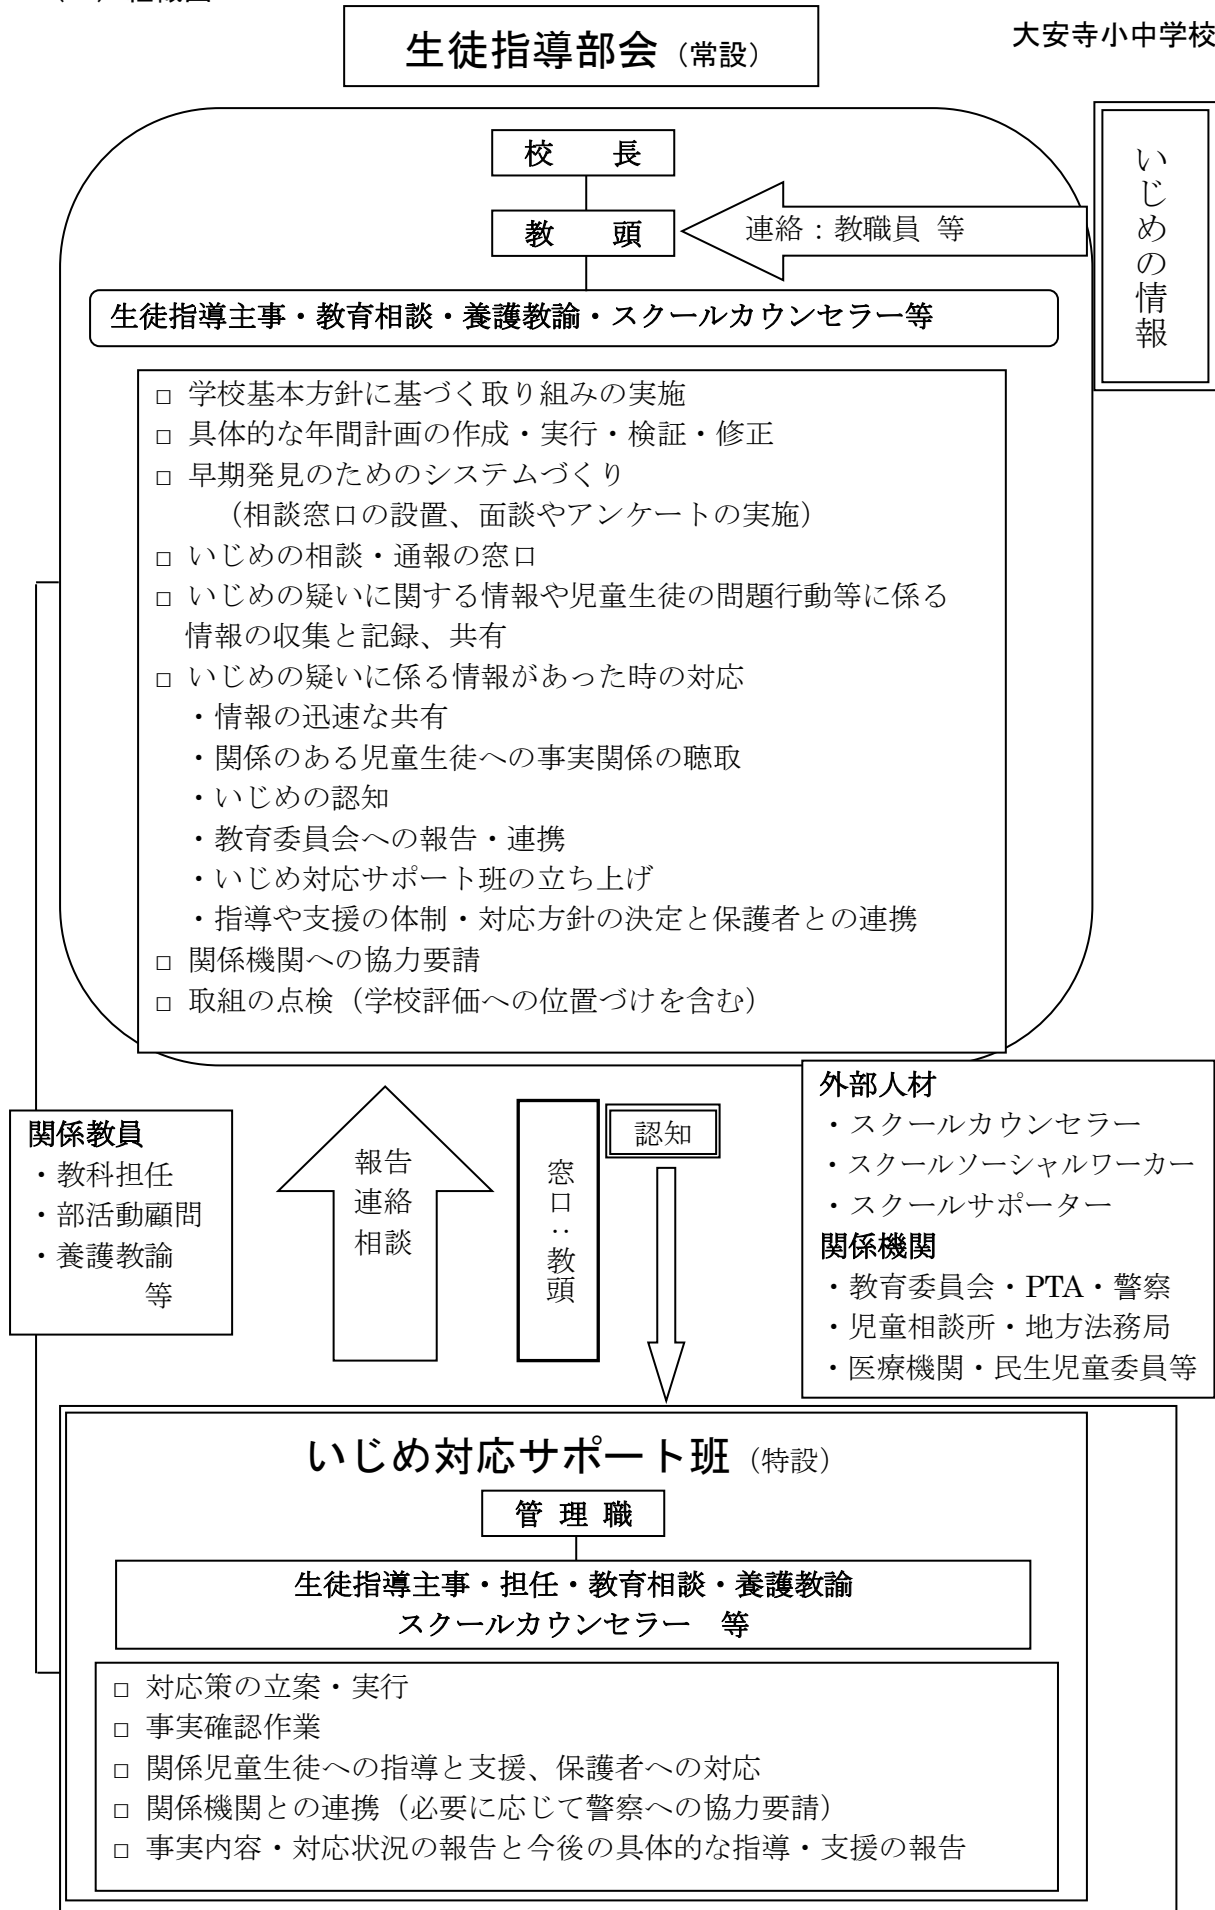 生徒指導部会（常設）
大安寺小中学校
校　長
教　頭
連絡：教職員 等
いじめの情報
生徒指導主事・教育相談・養護教諭・スクールカウンセラー等
□ 学校基本方針に基づく取り組みの実施
□ 具体的な年間計画の作成・実行・検証・修正
□ 早期発見のためのシステムづくり
（相談窓口の設置、面談やアンケートの実施）
□ いじめの相談・通報の窓口
□ いじめの疑いに関する情報や児童生徒の問題行動等に係る
情報の収集と記録、共有
□ いじめの疑いに係る情報があった時の対応
・情報の迅速な共有
・関係のある児童生徒への事実関係の聴取
・いじめの認知
・教育委員会への報告・連携
・いじめ対応サポート班の立ち上げ
・指導や支援の体制・対応方針の決定と保護者との連携
□ 関係機関への協力要請
□ 取組の点検（学校評価への位置づけを含む）
関係教員
・教科担任
・部活動顧問
・養護教諭
等
報告
連絡
相談
窓口：教頭
認知
外部人材
・スクールカウンセラー
・スクールソーシャルワーカー
・スクールサポーター
関係機関
・教育委員会・PTA・警察
・児童相談所・地方法務局
・医療機関・民生児童委員等
いじめ対応サポート班（特設）
管 理 職
生徒指導主事・担任・教育相談・養護教諭
スクールカウンセラー　等
□ 対応策の立案・実行
□ 事実確認作業
□ 関係児童生徒への指導と支援、保護者への対応
□ 関係機関との連携（必要に応じて警察への協力要請）
□ 事実内容・対応状況の報告と今後の具体的な指導・支援の報告